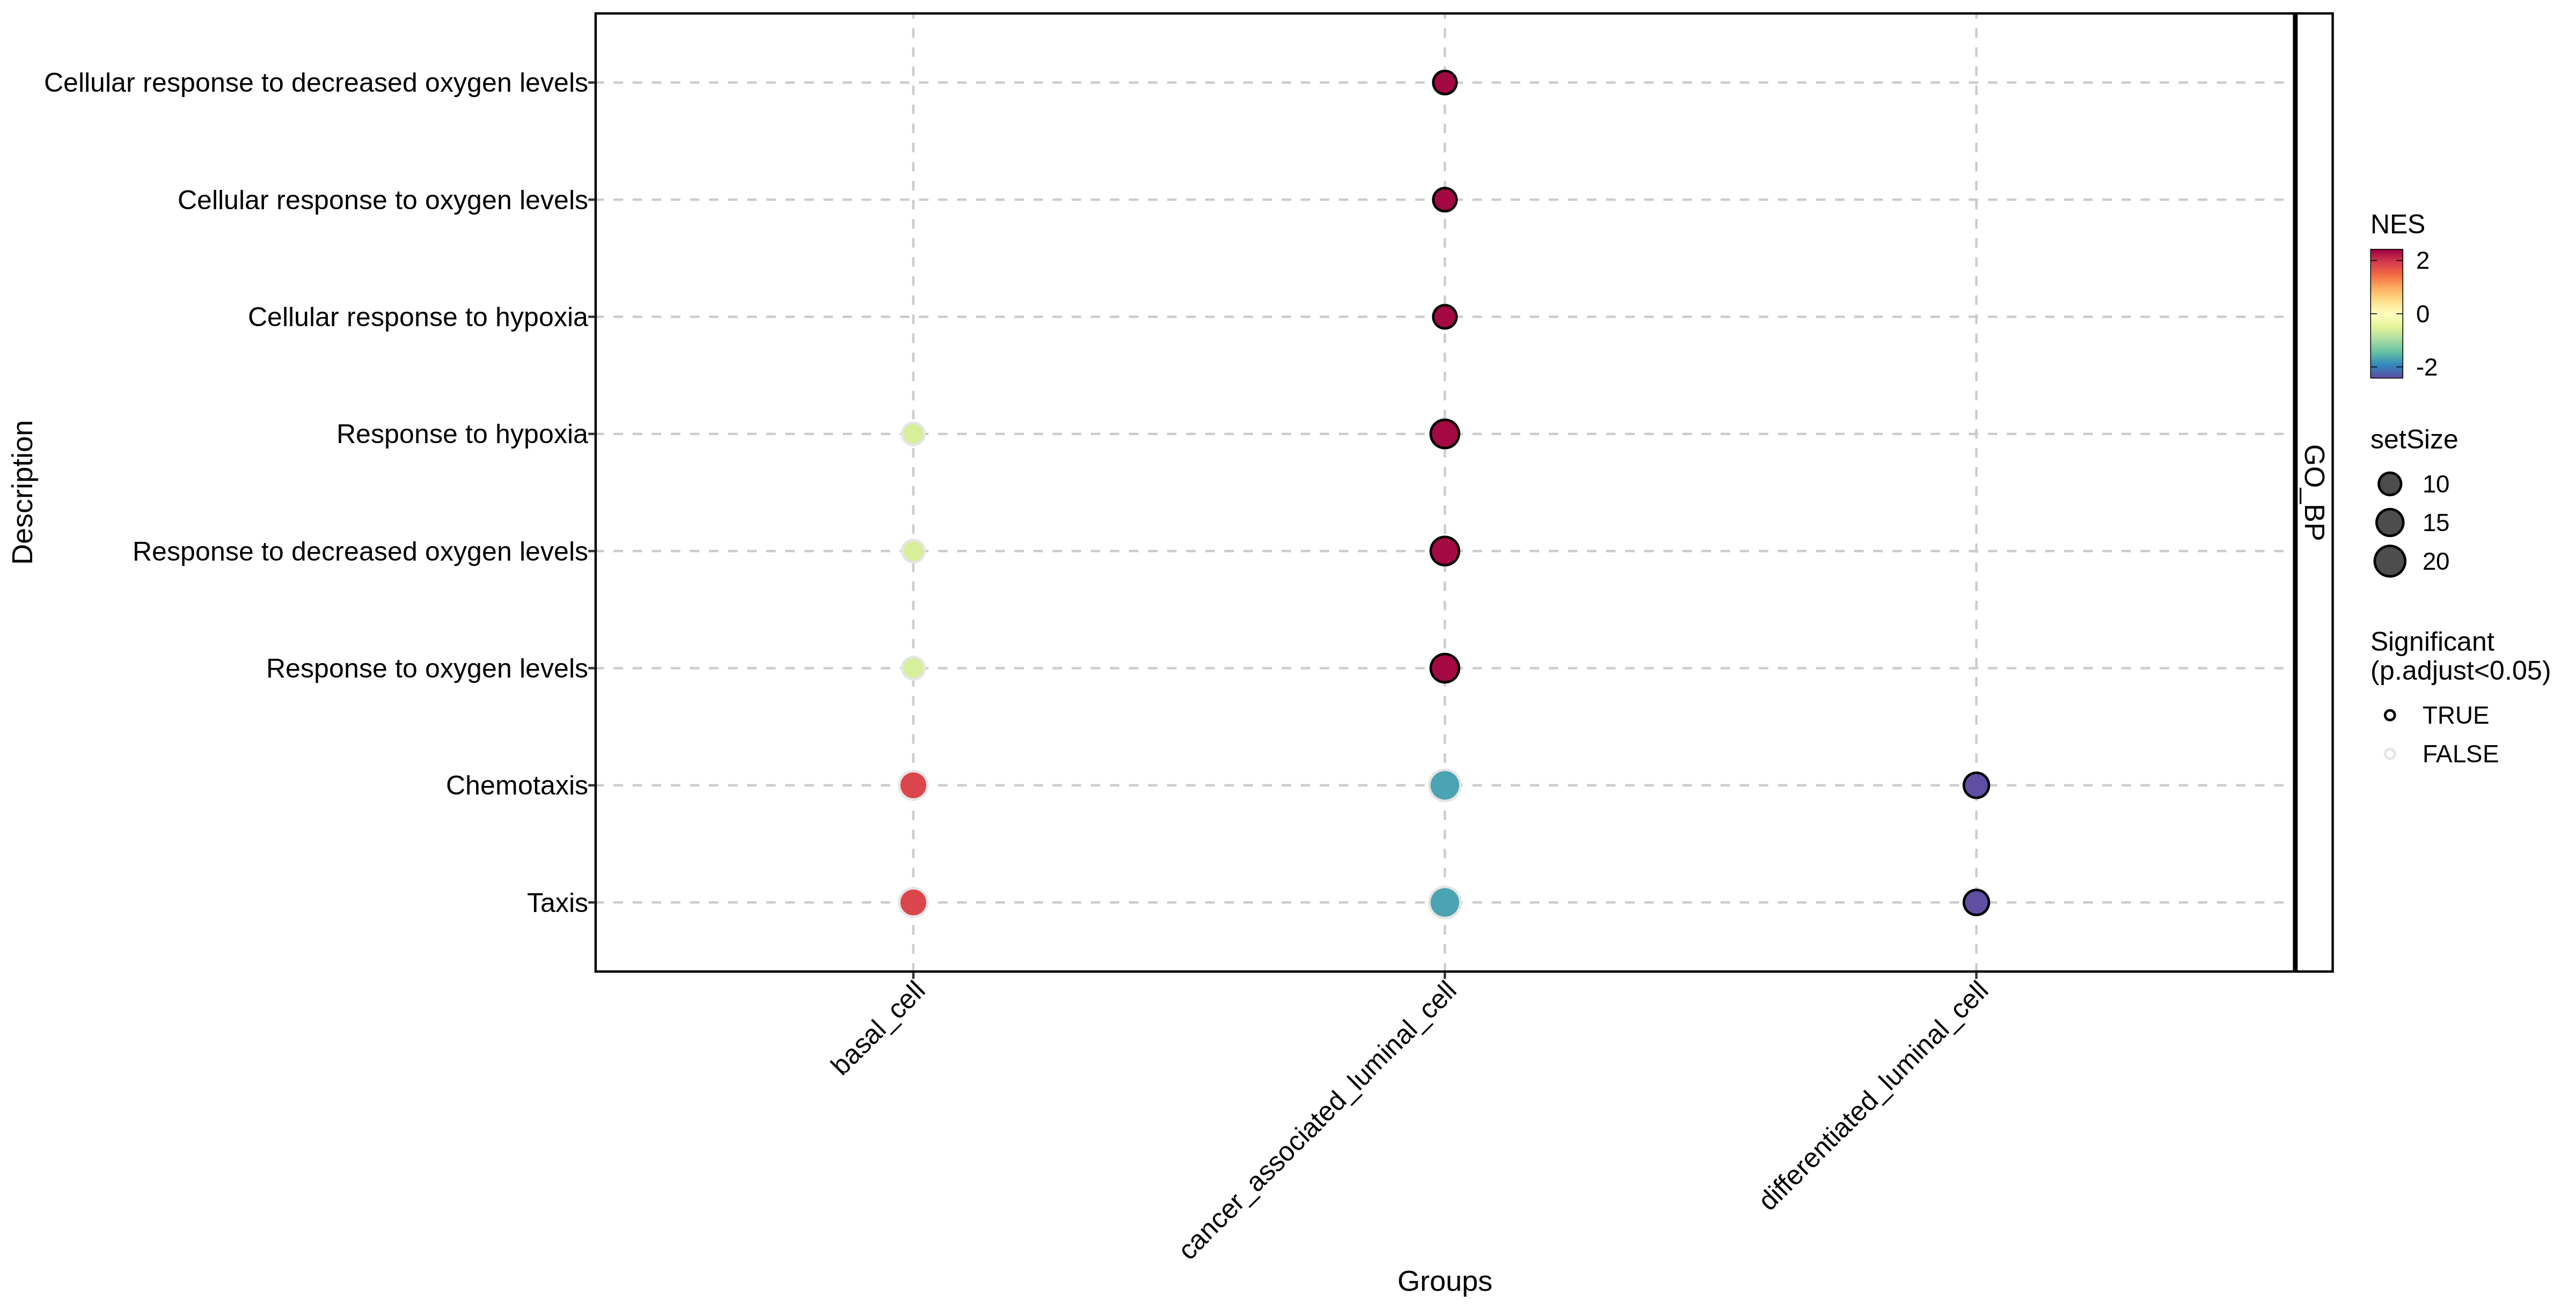 Description
Cellular response to decreased oxygen levels
Cellular response to oxygen levels
Cellular response to hypoxia
Response to hypoxia
Response to decreased oxygen levels
Response to oxygen levels
Chemotaxis
Taxis
basal_cell
cancer_associated_luminal_cell
differentiated_luminal_cell
Groups
GO_BP
NES
2
0
-2
setSize
10
15
20
Significant
(p.adjust<0.05)
TRUE
FALSE